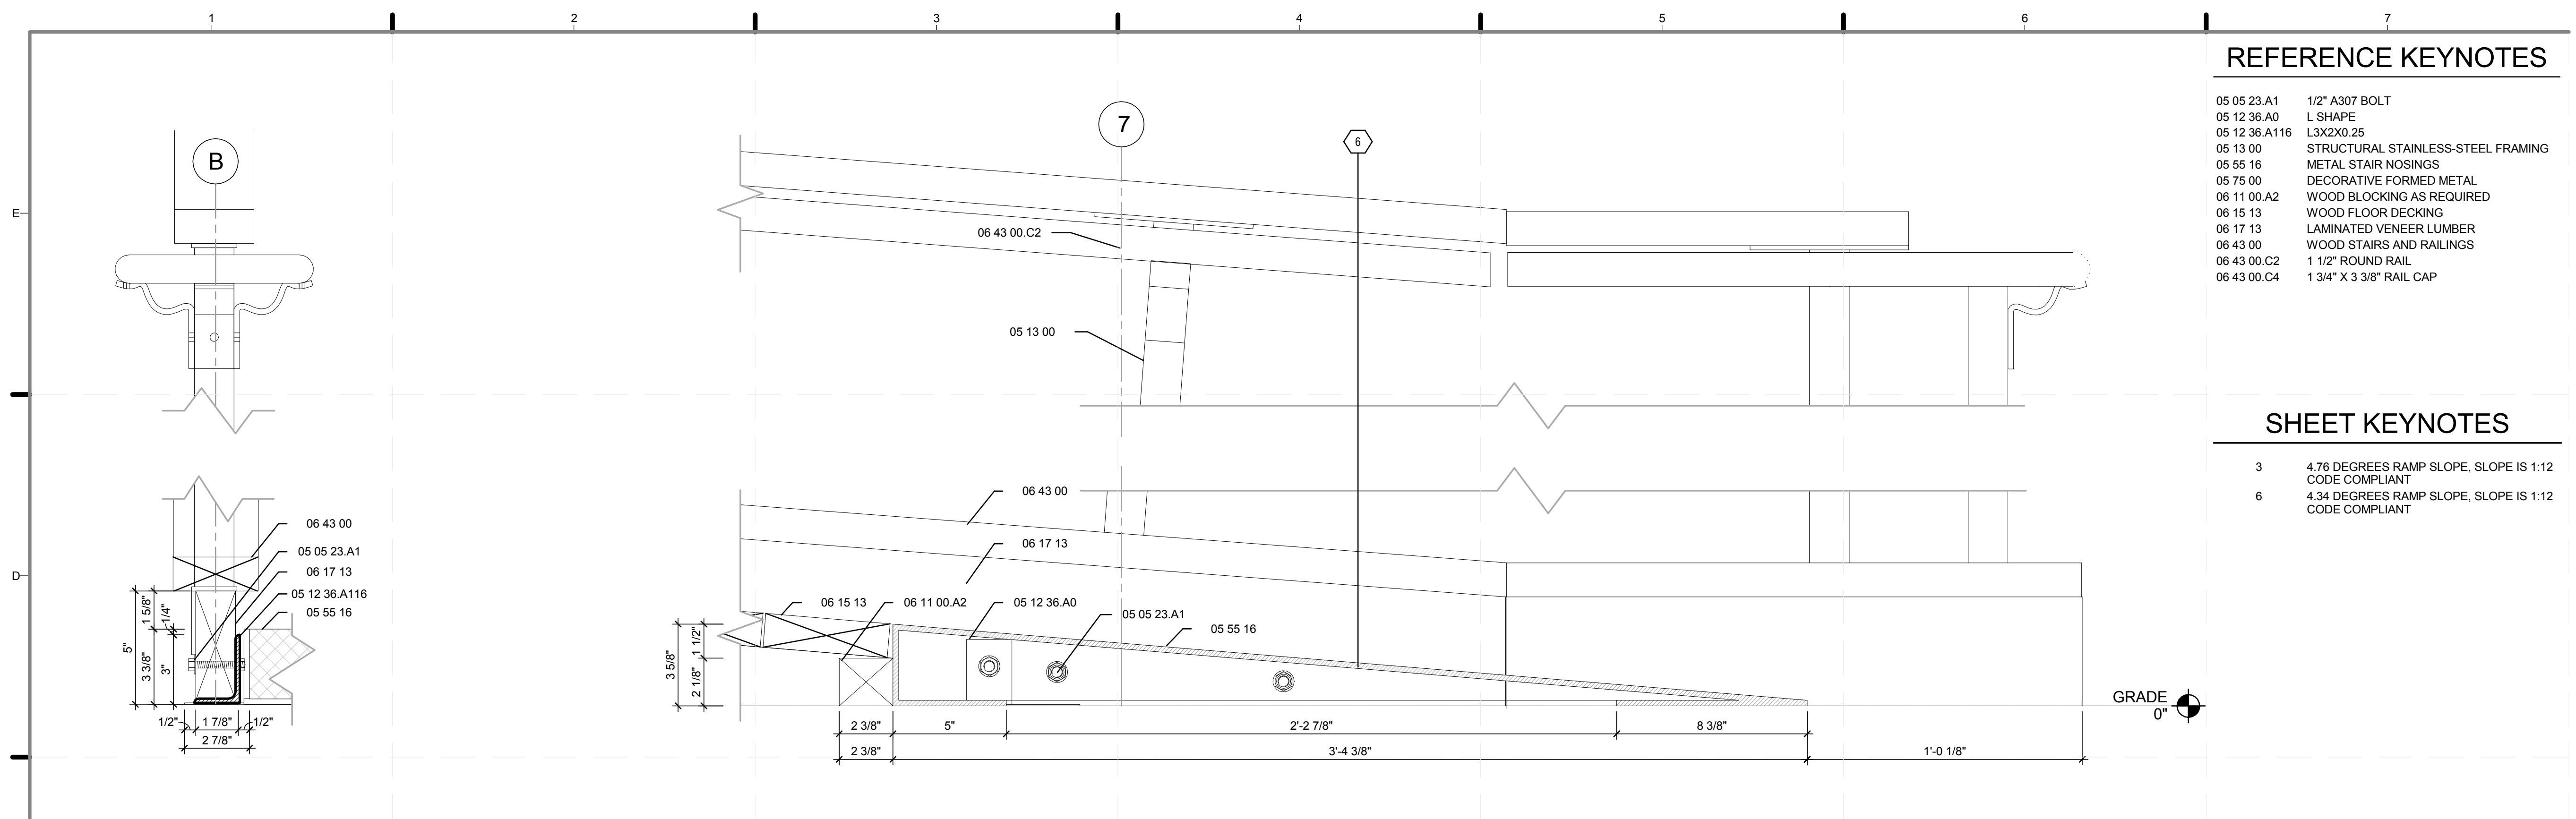 1 2 3 4 5 6 7
REFERENCE KEYNOTES
05 05 23.A1 1/2" A307 BOLT
05 12 36.A0 L SHAPE
05 12 36.A116 L3X2X0.25
05 13 00 STRUCTURAL STAINLESS-STEEL FRAMING
05 55 16 METAL STAIR NOSINGS
05 75 00 DECORATIVE FORMED METAL
06 11 00.A2 WOOD BLOCKING AS REQUIRED
06 15 13 WOOD FLOOR DECKING
06 17 13 LAMINATED VENEER LUMBER
06 43 00 WOOD STAIRS AND RAILINGS
06 43 00.C2 1 1/2" ROUND RAIL
06 43 00.C4 1 3/4" X 3 3/8" RAIL CAP
SHEET KEYNOTES
3 4.76 DEGREES RAMP SLOPE, SLOPE IS 1:12
CODE COMPLIANT
6 4.34 DEGREES RAMP SLOPE, SLOPE IS 1:12
CODE COMPLIANT
E
D
B
06 43 00
05 05 23.A1
06 17 13
05 12 36.A116
05 55 16
5"
1 5/8"
3 3/8"
1/4"
3"
1/2" 1 7/8" 1/2"
2 7/8"
7
6
06 43 00.C2
05 13 00
06 43 00
06 17 13
06 15 13
06 11 00.A2
05 12 36.A0
05 05 23.A1
05 55 16
3 5/8"
1 1/2"
2 1/8"
2 3/8" 5" 2'-2 7/8" 8 3/8"
2 3/8" 3'-4 3/8" 1'-0 1/8"
GRADE
0"